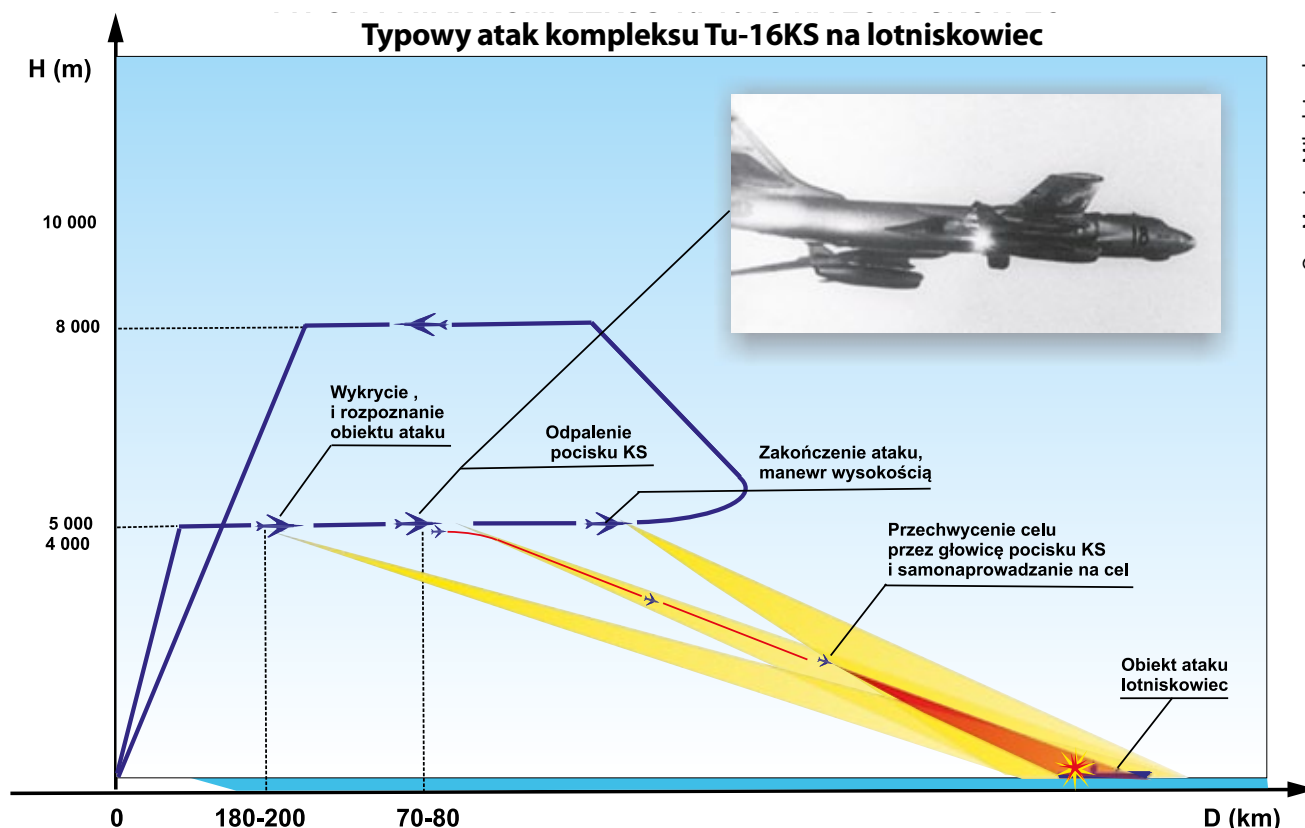 Typowy atak kompleksu Tu-16KS na lotniskowiec
H (m)
10 000
8 000
Wykrycie ,
i rozpoznanie
obiektu ataku
Odpalenie
pocisku KS
Zakończenie ataku,
manewr wysokością
5 000
4 000
Przechwycenie celu
przez głowicę pocisku KS
i samonaprowadzanie na cel
Obiekt ataku
lotniskowiec
0
180-200
70-80
D (km)